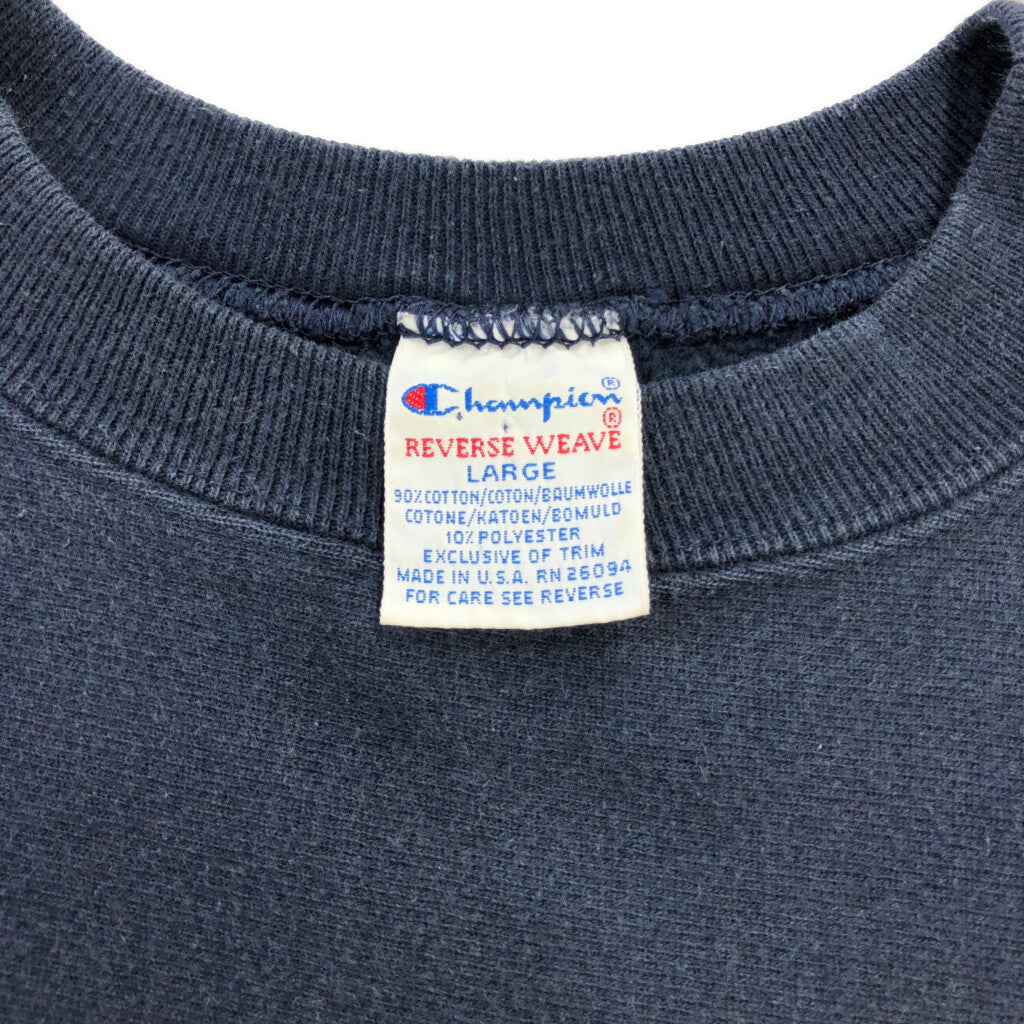 Champion®
®
REVERSE WEAVE
LARGE
90% COTTON/COTON/BAUMWOLLE
COTONE/KATOEN/BOMULD
10% POLYESTER
EXCLUSIVE OF TRIM
MADE IN U.S.A. RN 26094
FOR CARE SEE REVERSE